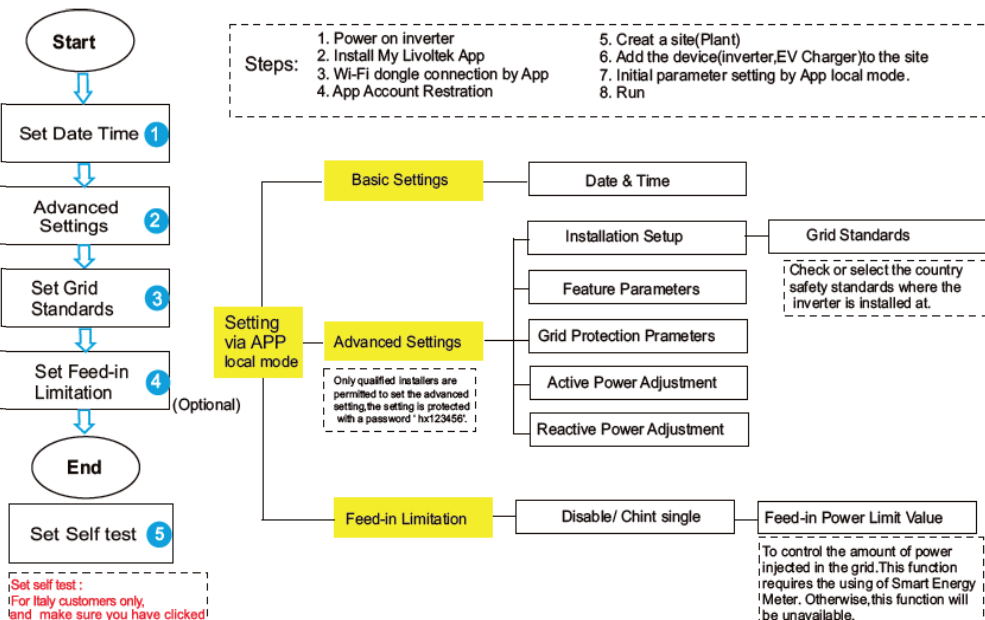 Start
Set Date Time 1
Advanced
Settings 2
Set Grid
Standards 3
Set Feed-in
Limitation 4
(Optional)
End
Set Self test 5
Set self test :
For Italy customers only,
and make sure you have clicked
Steps:
1. Power on inverter
2. Install My Livoltek App
3. Wi-Fi dongle connection by App
4. App Account Restration
5. Creat a site(Plant)
6. Add the device(inverter,EV Charger)to the site
7. Initial parameter setting by App local mode.
8. Run
Setting
via APP
local mode
Basic Settings
Date & Time
Advanced Settings
Only qualified installers are
permitted to set the advanced
setting,the setting is protected
with a password ' hx123456'.
Installation Setup
Grid Standards
Check or select the country
safety standards where the
inverter is installed at.
Feature Parameters
Grid Protection Prameters
Active Power Adjustment
Reactive Power Adjustment
Feed-in Limitation
Disable/ Chint single
Feed-in Power Limit Value
To control the amount of power
injected in the grid.This function
requires the using of Smart Energy
Meter. Otherwise,this function will
be unavailable.